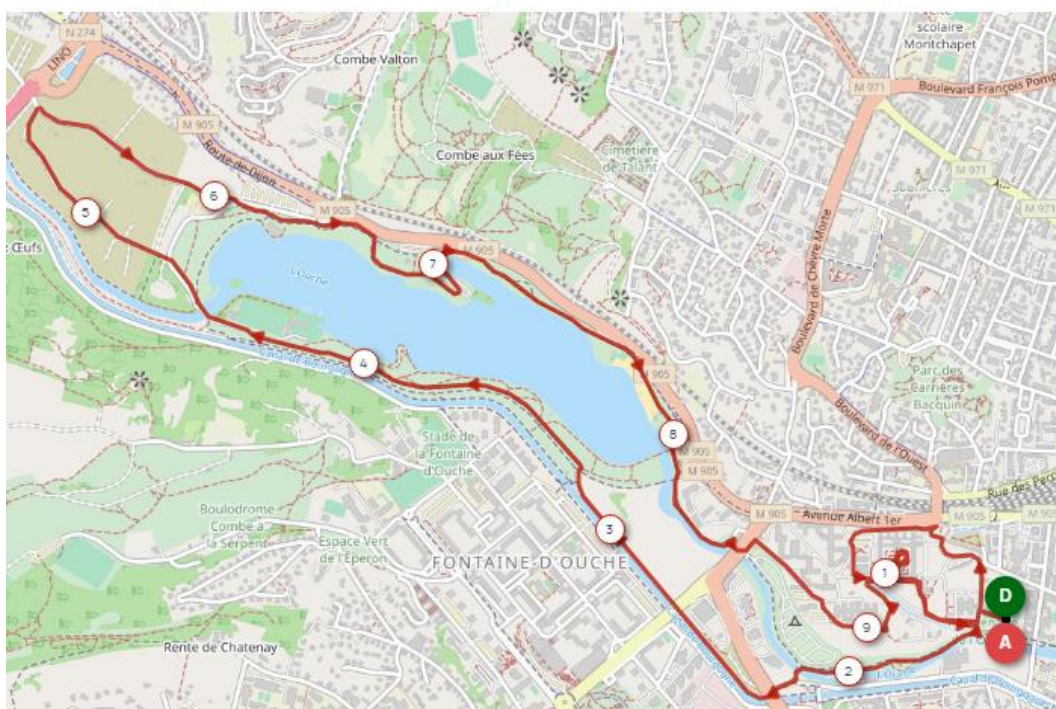 N 274
LINO
M 905
Route de Dijon
Combe Valton
scolaire
Montchapet
M 971
Boulevard François Pom
M 971
M 971
Combe aux Fées
Cimetière
de Talant
M 905
M 905
Boulevard de Chèvre Morte
6
5
7
x Œufs
L'Ouche
4
Canal de Bourgogne
M 905
Parc des
Carrières
Bacquin
Boulevard de l'Ouest
8
M 905
Stade de
la Fontaine
d'Ouche
Boulodrome
Combe à
la Serpent
Espace Vert
de l'Éperon
3
FONTAINE D'OUCHE
M 905
Avenue Albert 1er
M 905
Rue des Perr
M 90
1
D
A
9
2
Rente de Chatenay
L'Ouche
Canal de Bourgogne